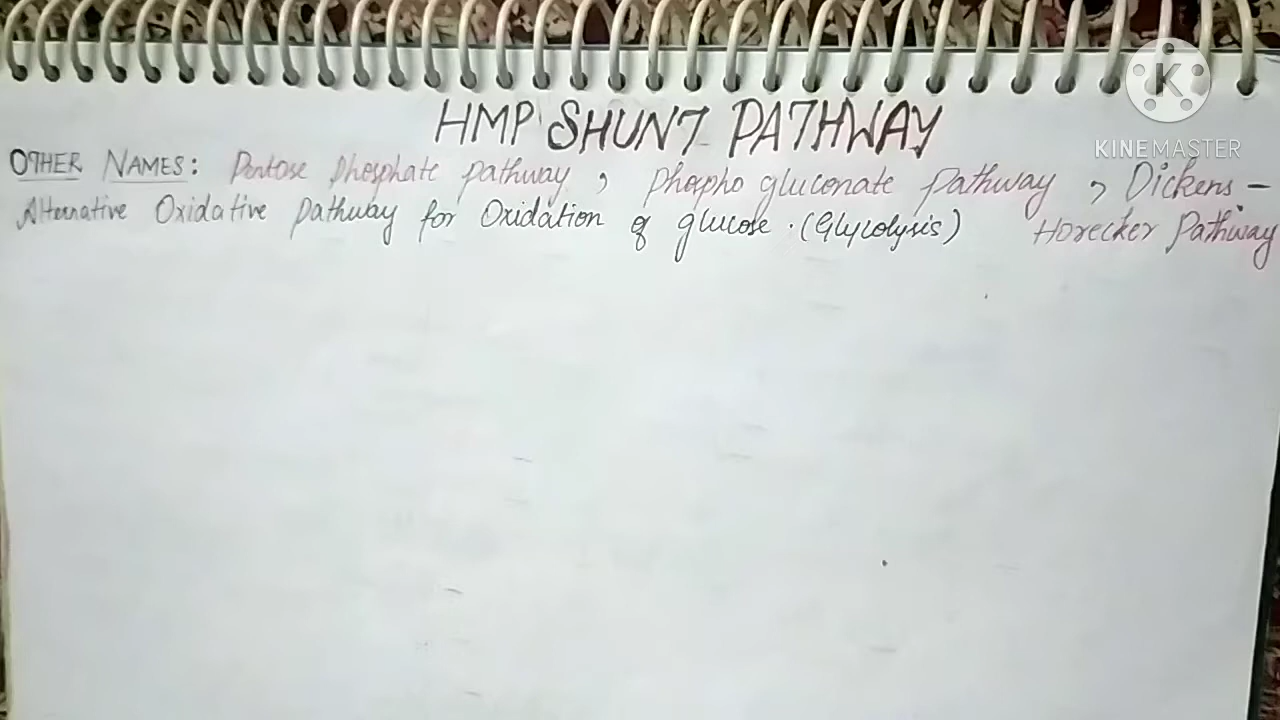 HMP SHUNT PATHWAY
OTHER NAMES: Pentose Phosphate pathway, Phospho gluconate Pathway, Dickens-
Horecker Pathway
Alternative Oxidative Pathway for Oxidation of glucose. (Glycolysis)
K
KINEMASTER